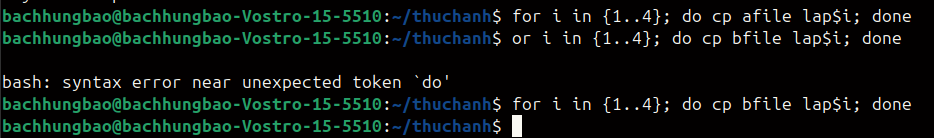 bachhungbao@bachhungbao-Vostro-15-5510:~/thuchanh$ for i in {1..4}; do cp afile lap$i; done
bachhungbao@bachhungbao-Vostro-15-5510:~/thuchanh$ or i in {1..4}; do cp bfile lap$i; done
bash: syntax error near unexpected token `do'
bachhungbao@bachhungbao-Vostro-15-5510:~/thuchanh$ for i in {1..4}; do cp bfile lap$i; done
bachhungbao@bachhungbao-Vostro-15-5510:~/thuchanh$